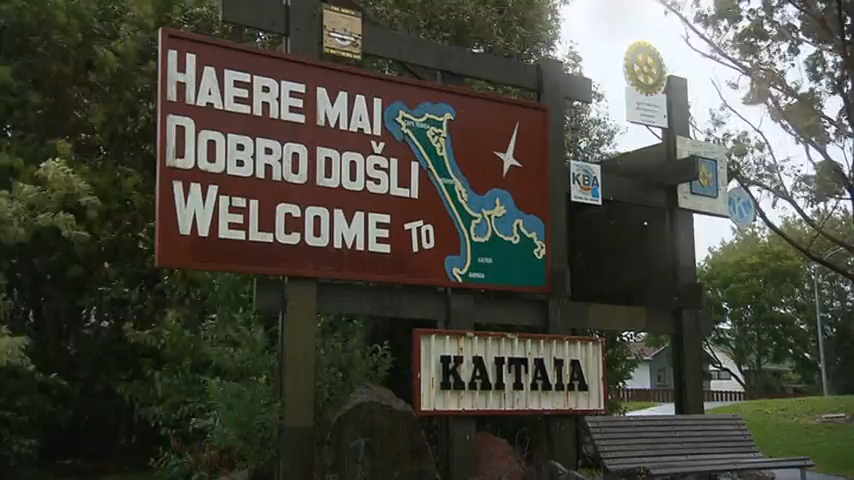 HAERE MAI
DOBRO DOŠLI
WELCOME TO
KAITAIA
KBA
K